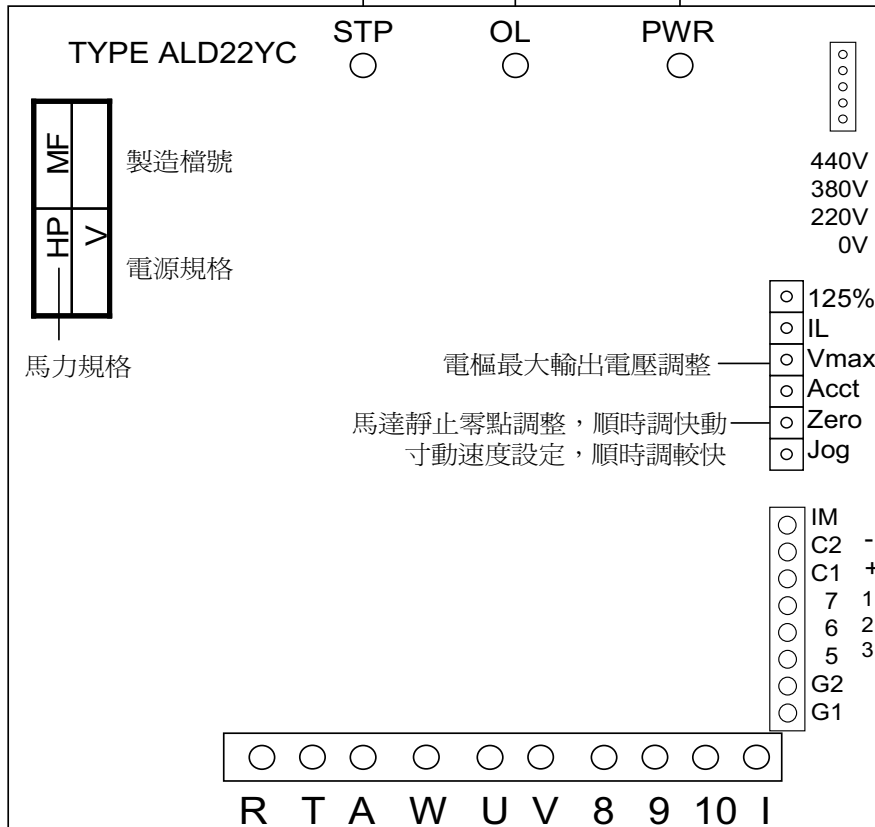 STP OL PWR
TYPE ALD22YC
MF
製造檔號
HP V
電源規格
馬力規格
440V
380V
220V
0V
125%
IL
電樞最大輸出電壓調整 Vmax
Acct
馬達靜止零點調整，順時調快動 Zero
寸動速度設定，順時調較快 Jog
IM
C2 -
C1 +
7 1
6 2
5 3
G2
G1
R T A W U V 8 9 10 I